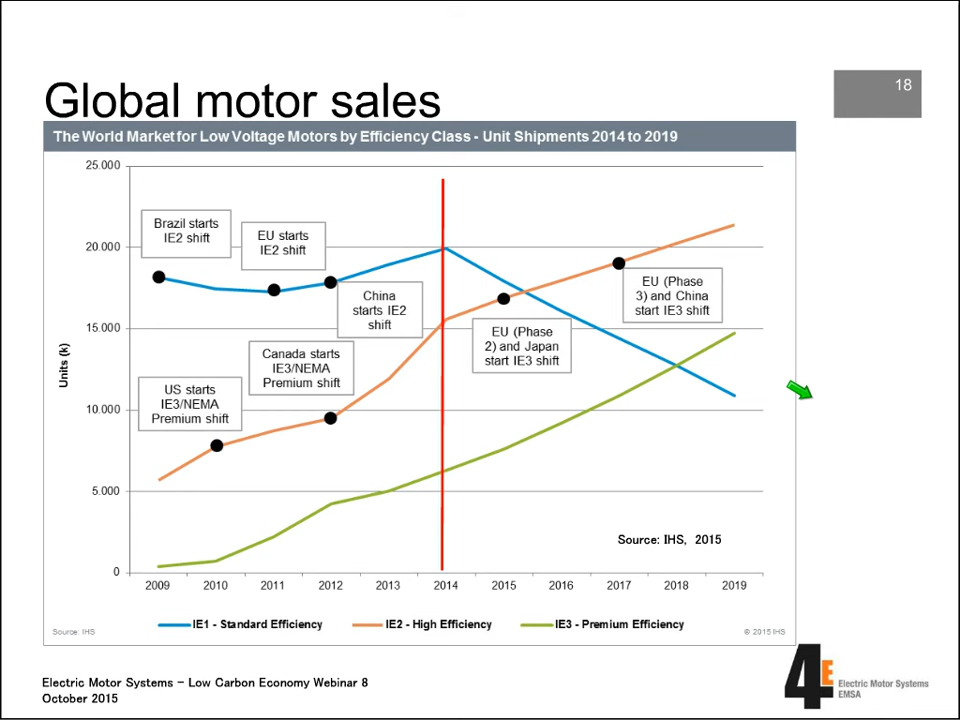 18
Global motor sales
The World Market for Low Voltage Motors by Efficiency Class - Unit Shipments 2014 to 2019
25.000
20.000
15.000
10.000
5.000
0
Units (k)
Brazil starts
IE2 shift
EU starts
IE2 shift
China
starts IE2
shift
Canada starts
IE3/NEMA
Premium shift
US starts
IE3/NEMA
Premium shift
EU (Phase
2) and Japan
start IE3 shift
EU (Phase
3) and China
start IE3 shift
Source: IHS, 2015
2009 2010 2011 2012 2013 2014 2015 2016 2017 2018 2019
IE1 - Standard Efficiency IE2 - High Efficiency IE3 - Premium Efficiency
Source: IHS
© 2015 IHS
Electric Motor Systems - Low Carbon Economy Webinar 8
October 2015
4E
Electric Motor Systems
EMSA